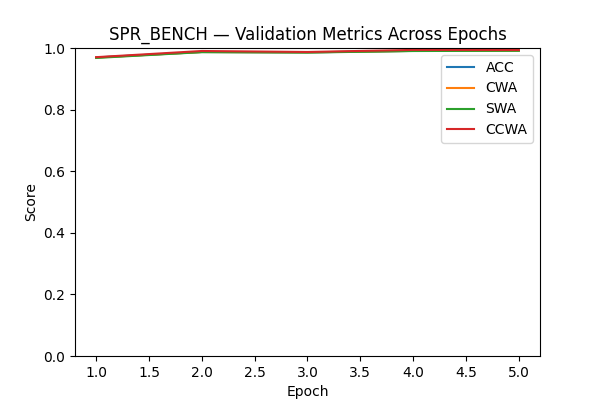 SPR_BENCH — Validation Metrics Across Epochs
1.0
0.8
0.6
0.4
0.2
0.0
Score
ACC
CWA
SWA
CCWA
1.0 1.5 2.0 2.5 3.0 3.5 4.0 4.5 5.0
Epoch